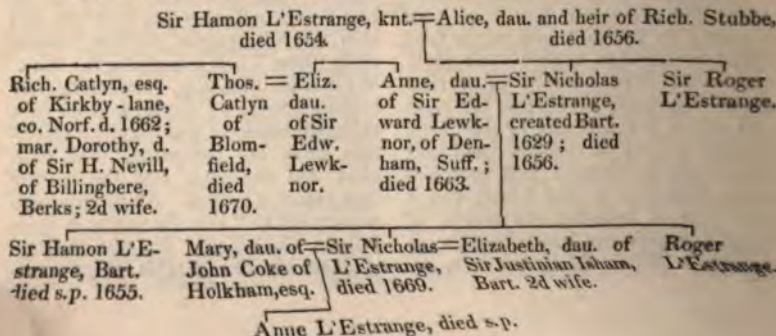 Sir Hamon L'Estrange, knt.=Alice, dau. and heir of Rich. Stubbe,
died 1654. died 1656.
Rich. Catlyn, esq. Thos. = Eliz. Anne, dau.=Sir Nicholas Sir Roger
of Kirkby-lane, Catlyn dau. of Sir Ed- L'Estrange, L'Estrange.
co. Norf. d. 1662; of of Sir ward Lewk- created Bart.
mar. Dorothy, d. Blom- Edw. nor, of Den- 1629; died
of Sir H. Nevill, field, Lewk- ham, Suff.; 1656.
of Billingbere, died nor. died 1663.
Berks; 2d wife. 1670.
Sir Hamon L'E- Mary, dau. of=Sir Nicholas=Elizabeth, dau. of Roger
strange, Bart. John Coke of L'Estrange, Sir Justinian Isham, L'Estrange.
died s.p. 1655. Holkham, esq. died 1669. Bart. 2d wife.
Anne L'Estrange, died s.p.